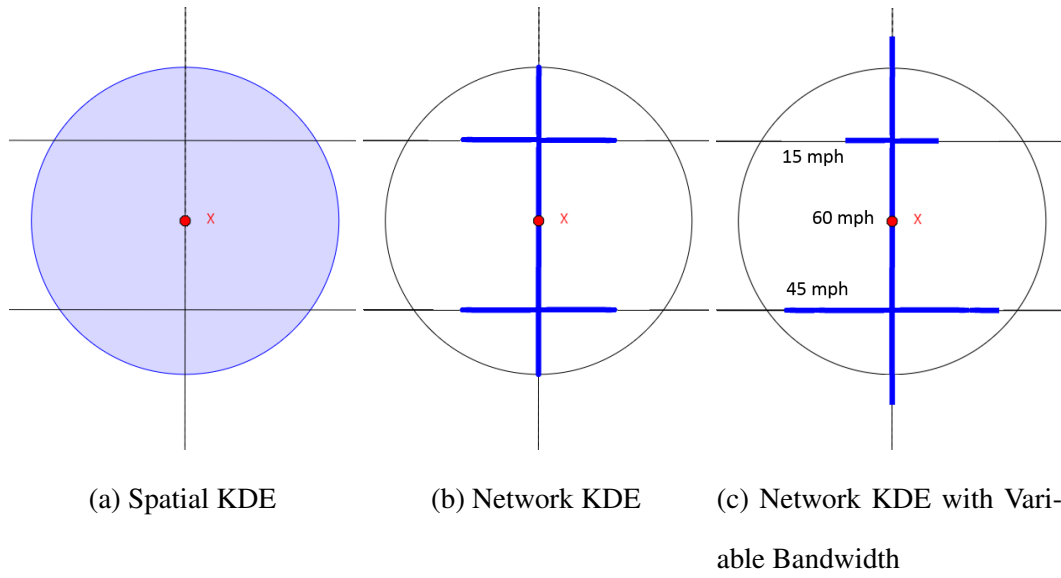 X
X
15 mph
60 mph
X
45 mph
(a) Spatial KDE
(b) Network KDE
(c) Network KDE with Vari-
able Bandwidth